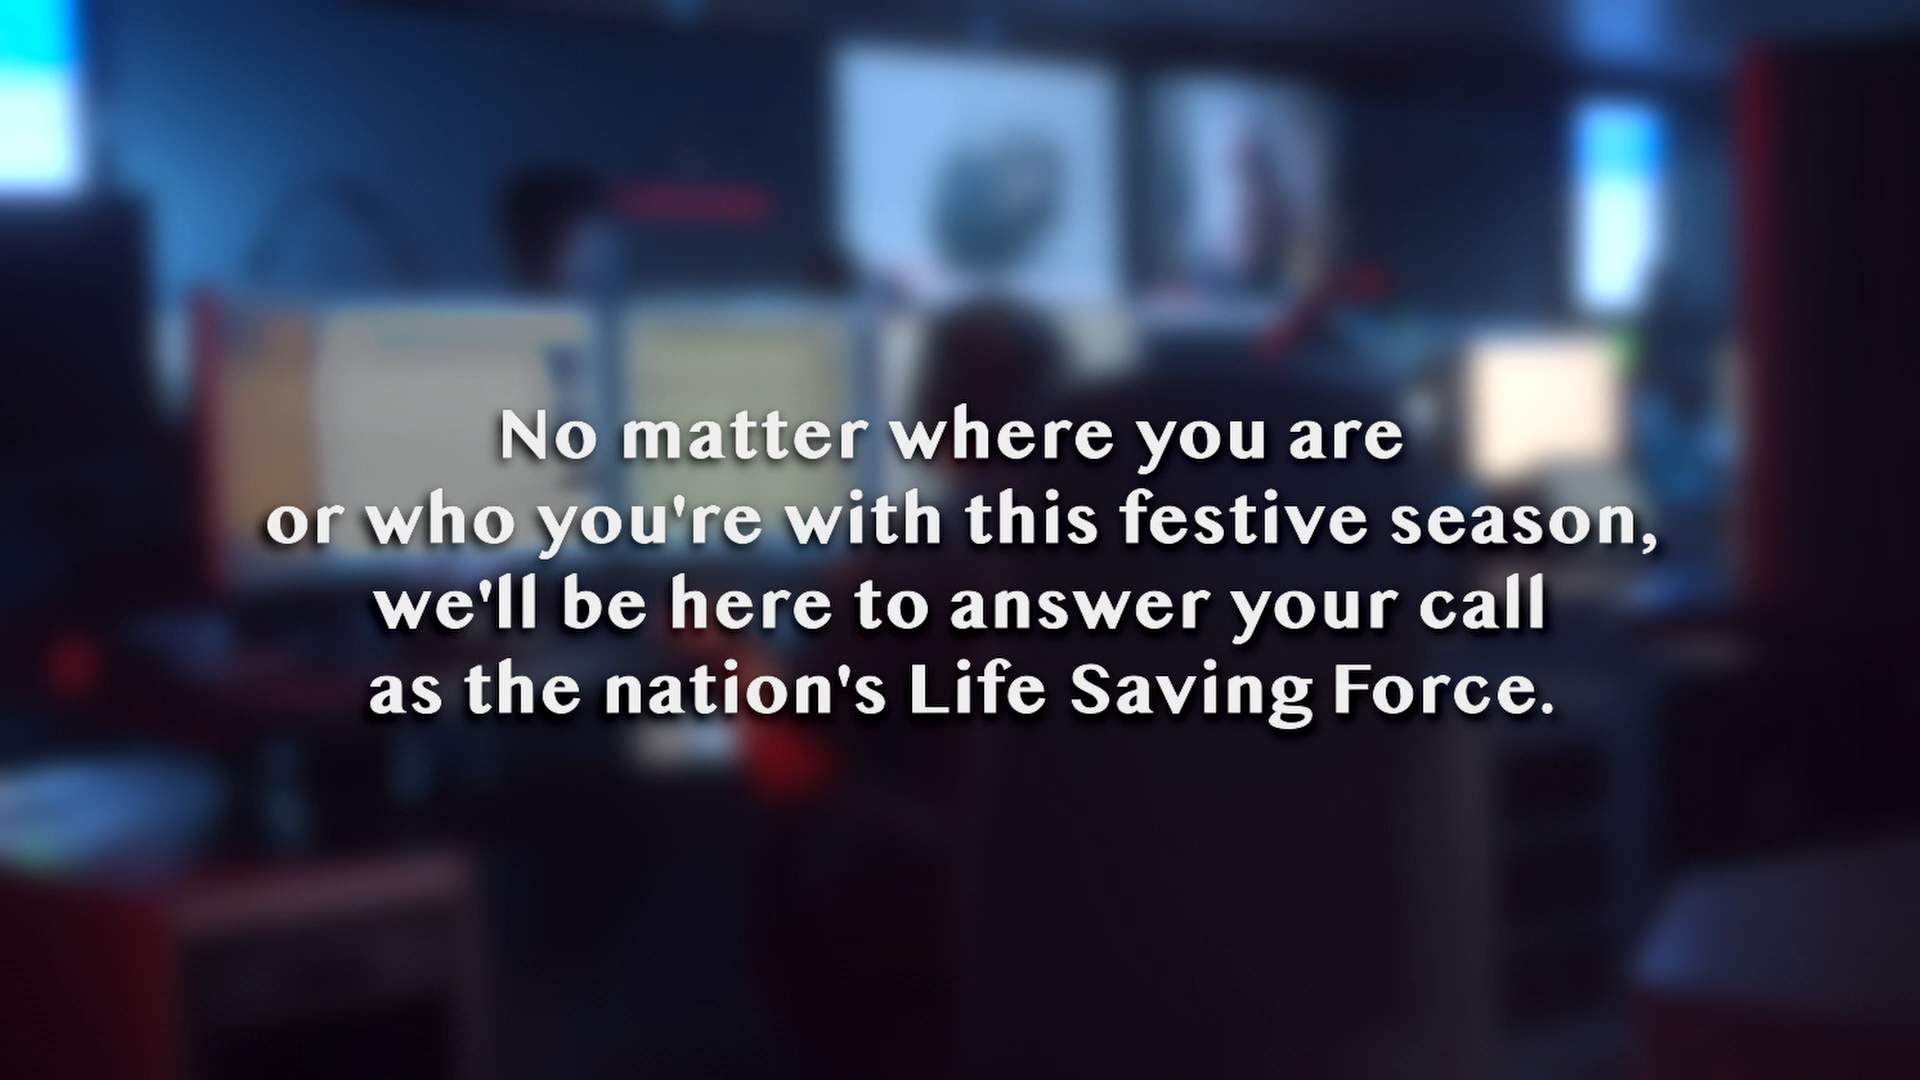 No matter where you are
or who you're with this festive season,
we'll be here to answer your call
as the nation's Life Saving Force.